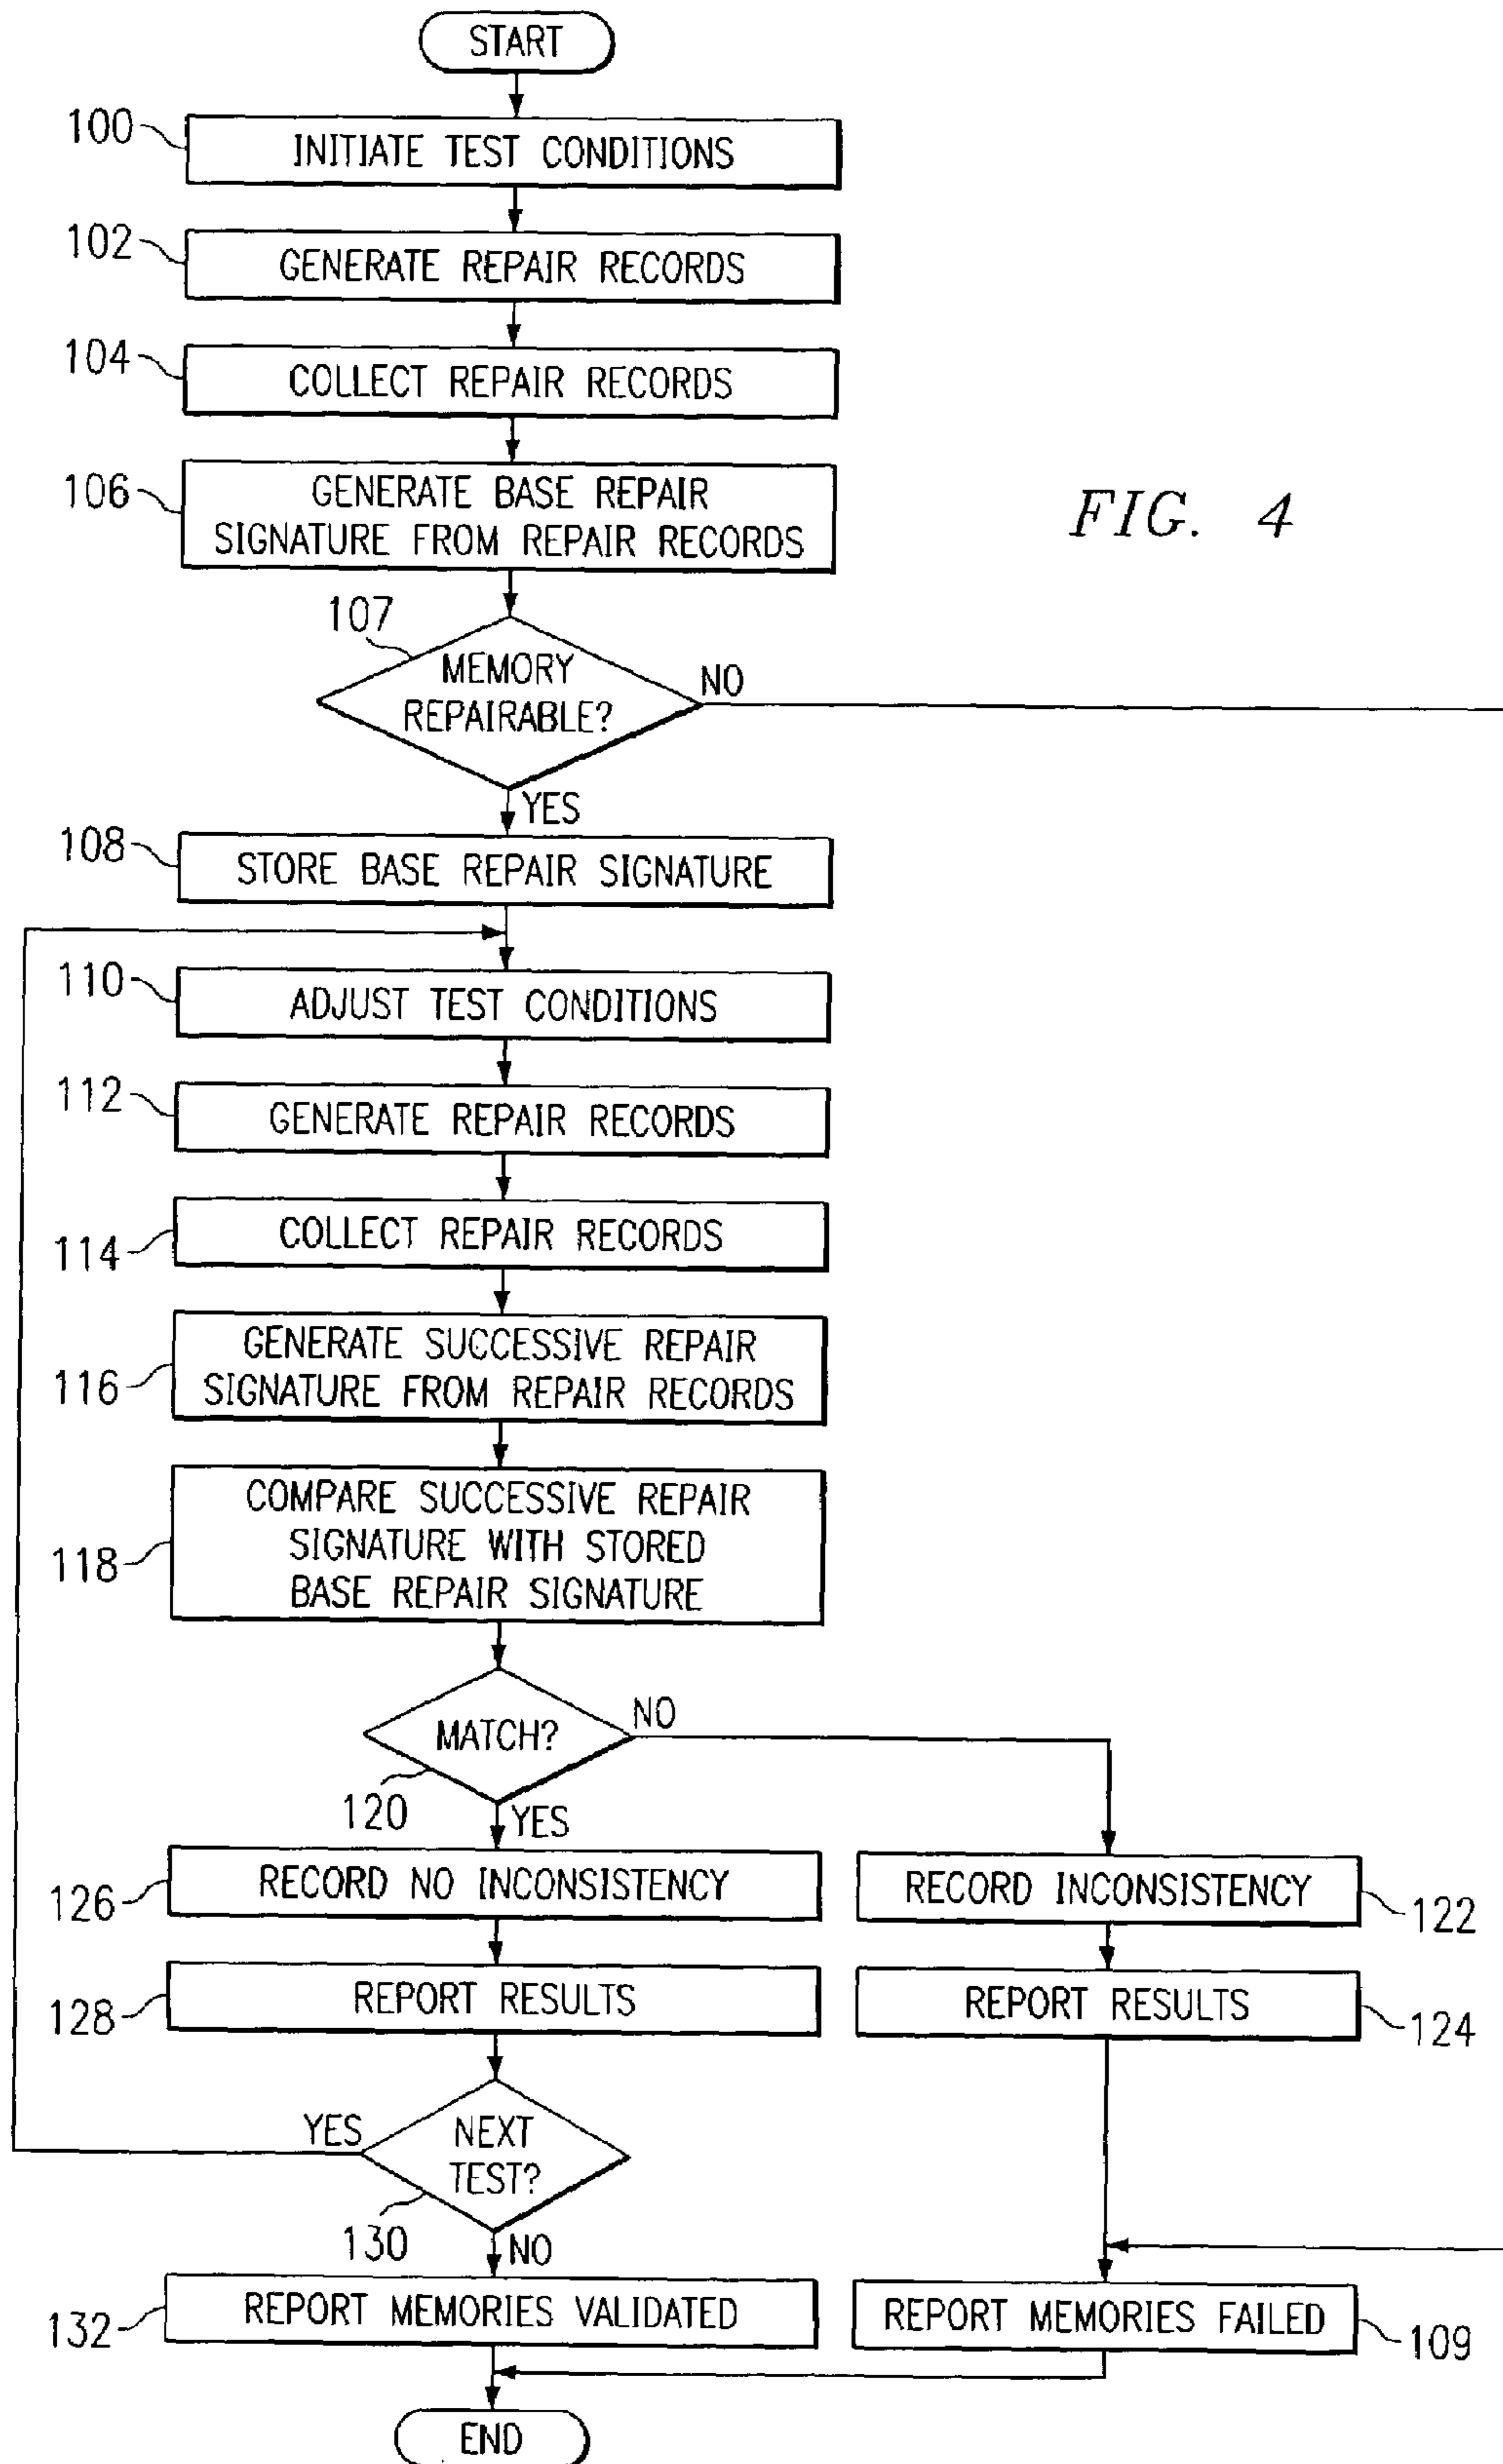 START
100
INITIATE TEST CONDITIONS
102
GENERATE REPAIR RECORDS
104
COLLECT REPAIR RECORDS
106
GENERATE BASE REPAIR
SIGNATURE FROM REPAIR RECORDS
FIG. 4
107
MEMORY
REPAIRABLE?
NO
YES
108
STORE BASE REPAIR SIGNATURE
110
ADJUST TEST CONDITIONS
112
GENERATE REPAIR RECORDS
114
COLLECT REPAIR RECORDS
116
GENERATE SUCCESSIVE REPAIR
SIGNATURE FROM REPAIR RECORDS
118
COMPARE SUCCESSIVE REPAIR
SIGNATURE WITH STORED
BASE REPAIR SIGNATURE
MATCH?
NO
120
YES
126
RECORD NO INCONSISTENCY
RECORD INCONSISTENCY
122
128
REPORT RESULTS
REPORT RESULTS
124
YES
NEXT
TEST?
130
NO
132
REPORT MEMORIES VALIDATED
REPORT MEMORIES FAILED
109
END